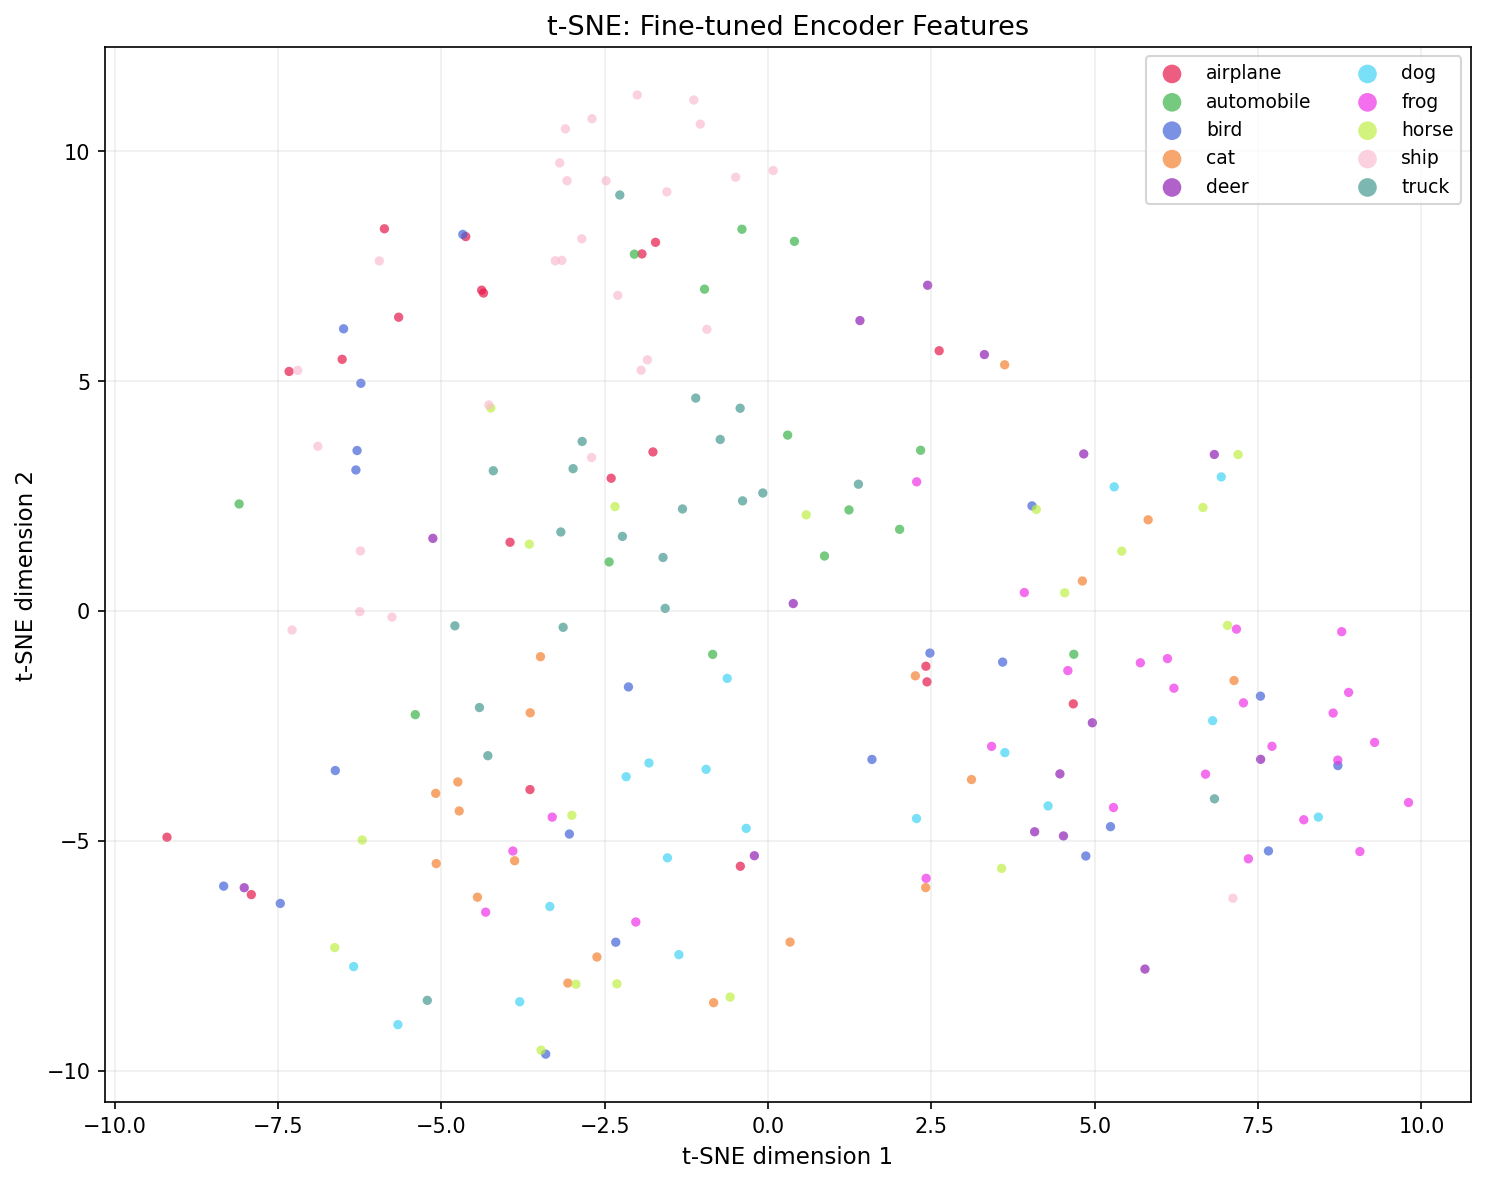 t-SNE: Fine-tuned Encoder Features
airplane
automobile
bird
cat
deer
dog
frog
horse
ship
truck
t-SNE dimension 2
10
5
0
−5
−10
−10.0 −7.5 −5.0 −2.5 0.0 2.5 5.0 7.5 10.0
t-SNE dimension 1